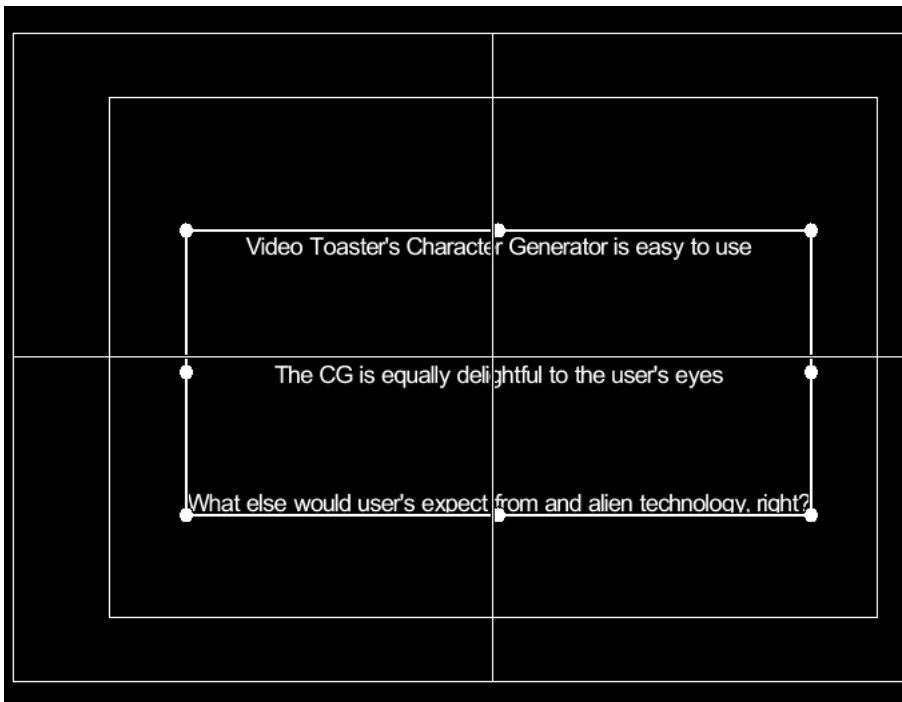 Video Toaster's Character Generator is easy to use
The CG is equally delightful to the user's eyes
What else would user's expect from and alien technology, right?